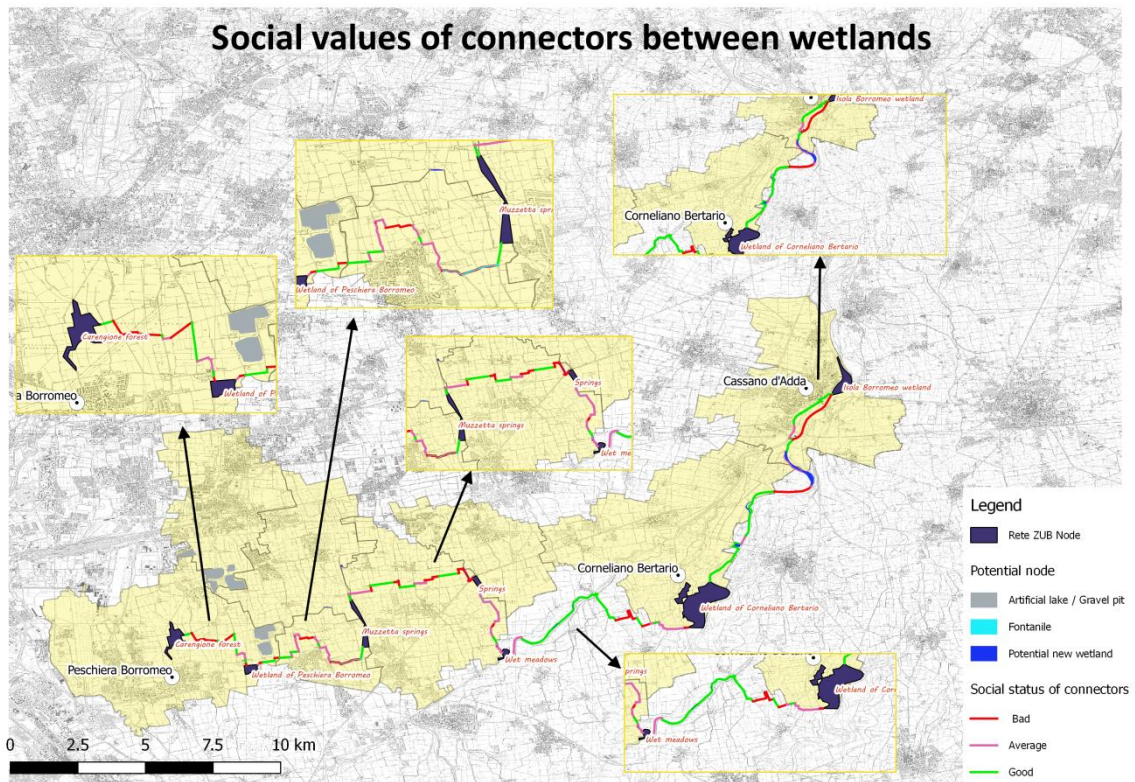 Social values of connectors between wetlands
Isola Borromeo wetland
Corneliano Bertario
Wetland of Corneliano Bertario
Muzzetta spri
Wetland of Peschiera Borromeo
Carengione forest
Wetland of P
a Borromeo
Springs
Muzzetta springs
Wet me
Cassano d'Adda
Isola Borromeo wetland
Corneliano Bertario
Wetland of Corneliano Bertario
Springs
Muzzetta springs
Carengione forest
Wet meadows
Peschiera Borromeo
Wetland of Peschiera Borromeo
Corneliano Bertario
prings
Wetland of Cor
Wet meadows
0 2.5 5 7.5 10 km
Legend
Rete ZUB Node
Potential node
Artificial lake / Gravel pit
Fontanile
Potential new wetland
Social status of connectors
Bad
Average
Good